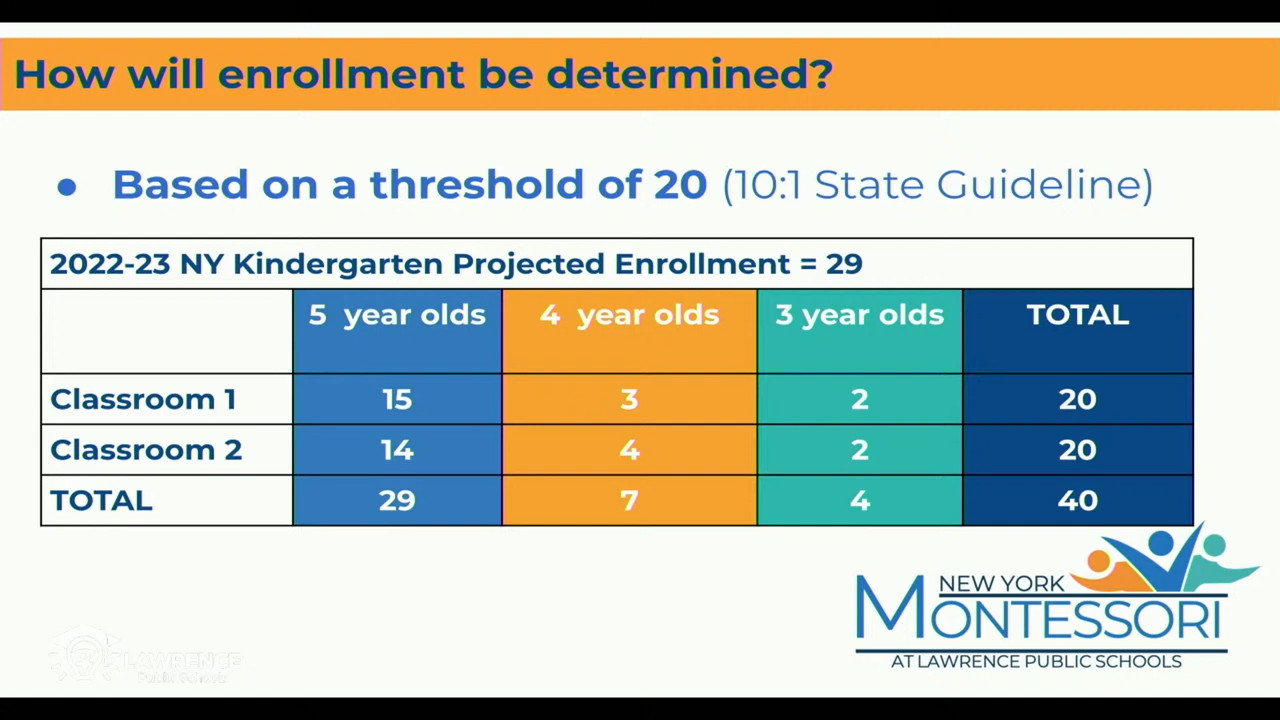 How will enrollment be determined?
● Based on a threshold of 20 (10:1 State Guideline)
2022-23 NY Kindergarten Projected Enrollment = 29
5 year olds 4 year olds 3 year olds TOTAL
Classroom 1 15 3 2 20
Classroom 2 14 4 2 20
TOTAL 29 7 4 40
NEW YORK
MONTESSORI
AT LAWRENCE PUBLIC SCHOOLS
LAWRENCE
Public Schools